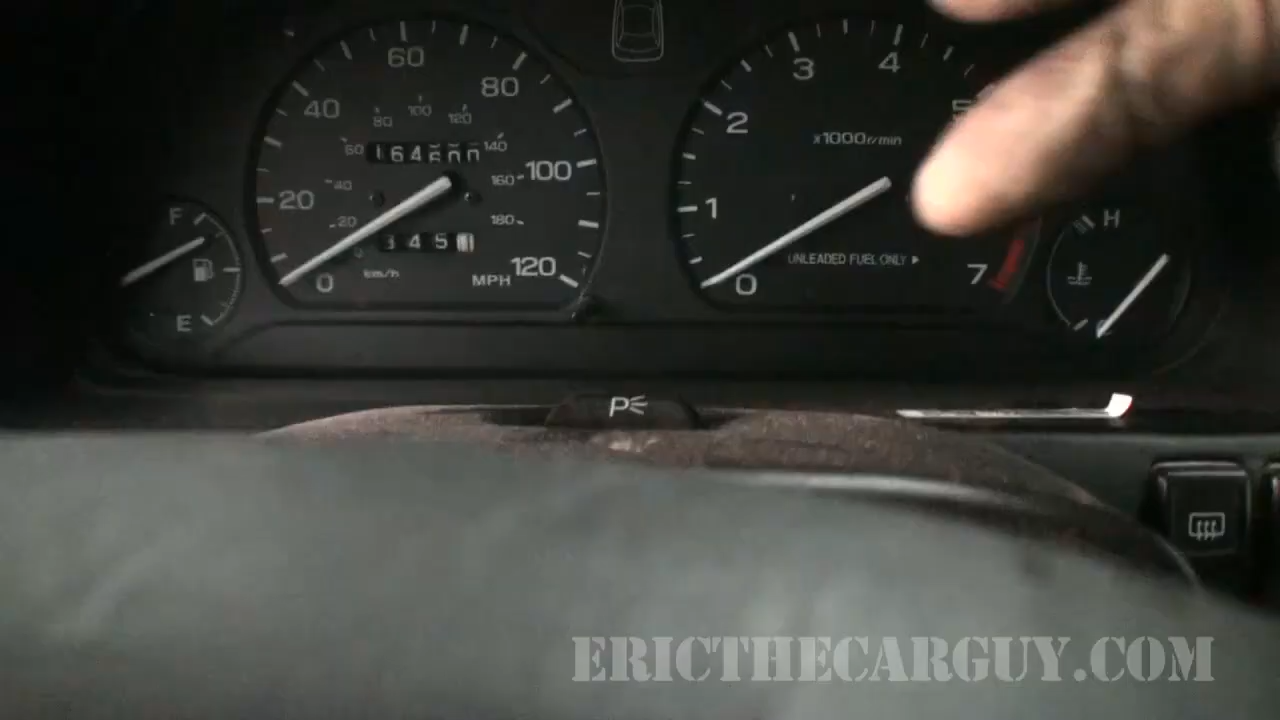 60
3
4
80
40
2
5
80
100
120
x1000r/min
60
164600
140
40
160
100
20
1
F
20
180
H
345
UNLEADED FUEL ONLY
km/h
MPH
120
0
0
7
E
C
P
ERICTHECARGUY.COM